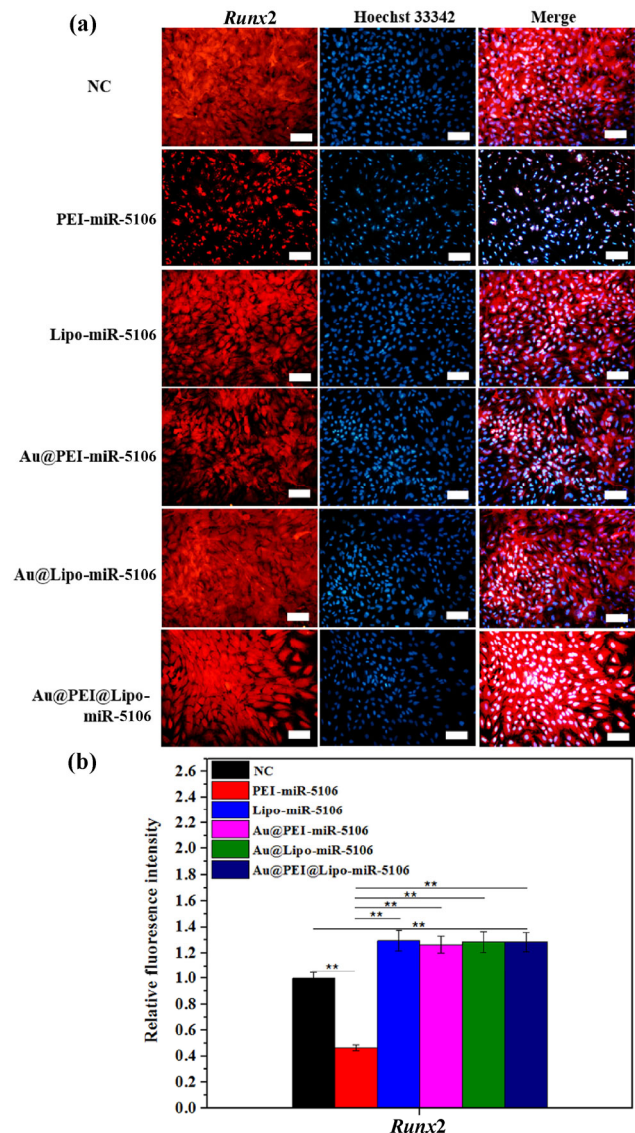 (a)
Runx2
Hoechst 33342
Merge
NC
PEI-miR-5106
Lipo-miR-5106
Au@PEI-miR-5106
Au@Lipo-miR-5106
Au@PEI@Lipo-
miR-5106
(b)
2.6
2.4
2.2
2.0
1.8
1.6
1.4
1.2
1.0
0.8
0.6
0.4
0.2
0.0
Relative fluoresence intensity
NC
PEI-miR-5106
Lipo-miR-5106
Au@PEI-miR-5106
Au@Lipo-miR-5106
Au@PEI@Lipo-miR-5106
**
**
**
**
**
**
Runx2